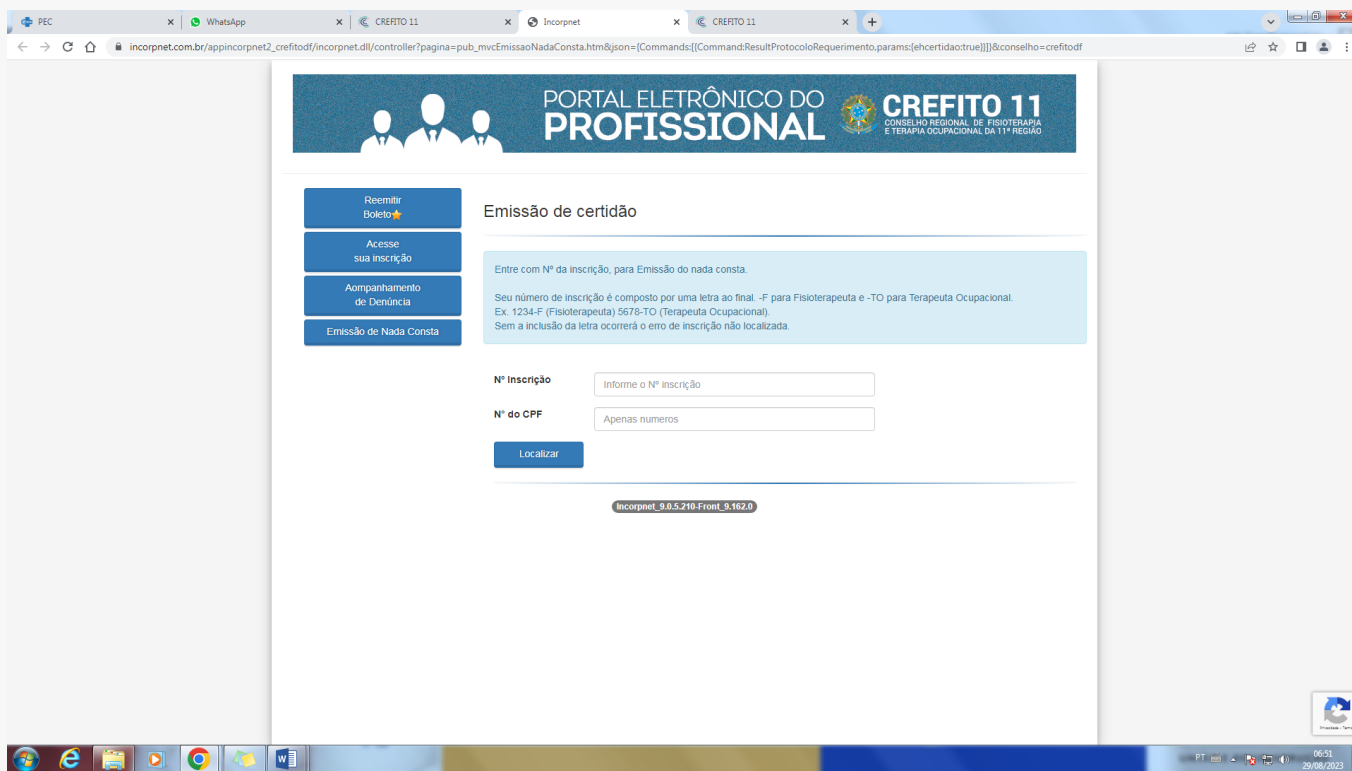 PEC
WhatsApp
CREFITO 11
Incorpnet
CREFITO 11
incorpnet.com.br/appincorpnet2_crefitodf/incorpnet.dll/controller?pagina=pub_mvcEmissaoNadaConsta.htm&json={Commands:[{Command:ResultProtocoloRequerimento,params:{ehcertidao:true}}]}&conselho=crefitodf
PORTAL ELETRÔNICO DO
PROFISSIONAL
CREFITO 11
CONSELHO REGIONAL DE FISIOTERAPIA
E TERAPIA OCUPACIONAL DA 11ª REGIÃO
Reemitir
Boleto
Acesse
sua inscrição
Aompanhamento
de Denúncia
Emissão de Nada Consta
Emissão de certidão
Entre com Nº da inscrição, para Emissão do nada consta.
Seu número de inscrição é composto por uma letra ao final. -F para Fisioterapeuta e -TO para Terapeuta Ocupacional.
Ex. 1234-F (Fisioterapeuta) 5678-TO (Terapeuta Ocupacional).
Sem a inclusão da letra ocorrerá o erro de inscrição não localizada.
Nº Inscrição
Informe o Nº inscrição
N° do CPF
Apenas numeros
Localizar
Incorpnet_9.0.5.210-Front_9.162.0
PT
06:51
29/08/2023